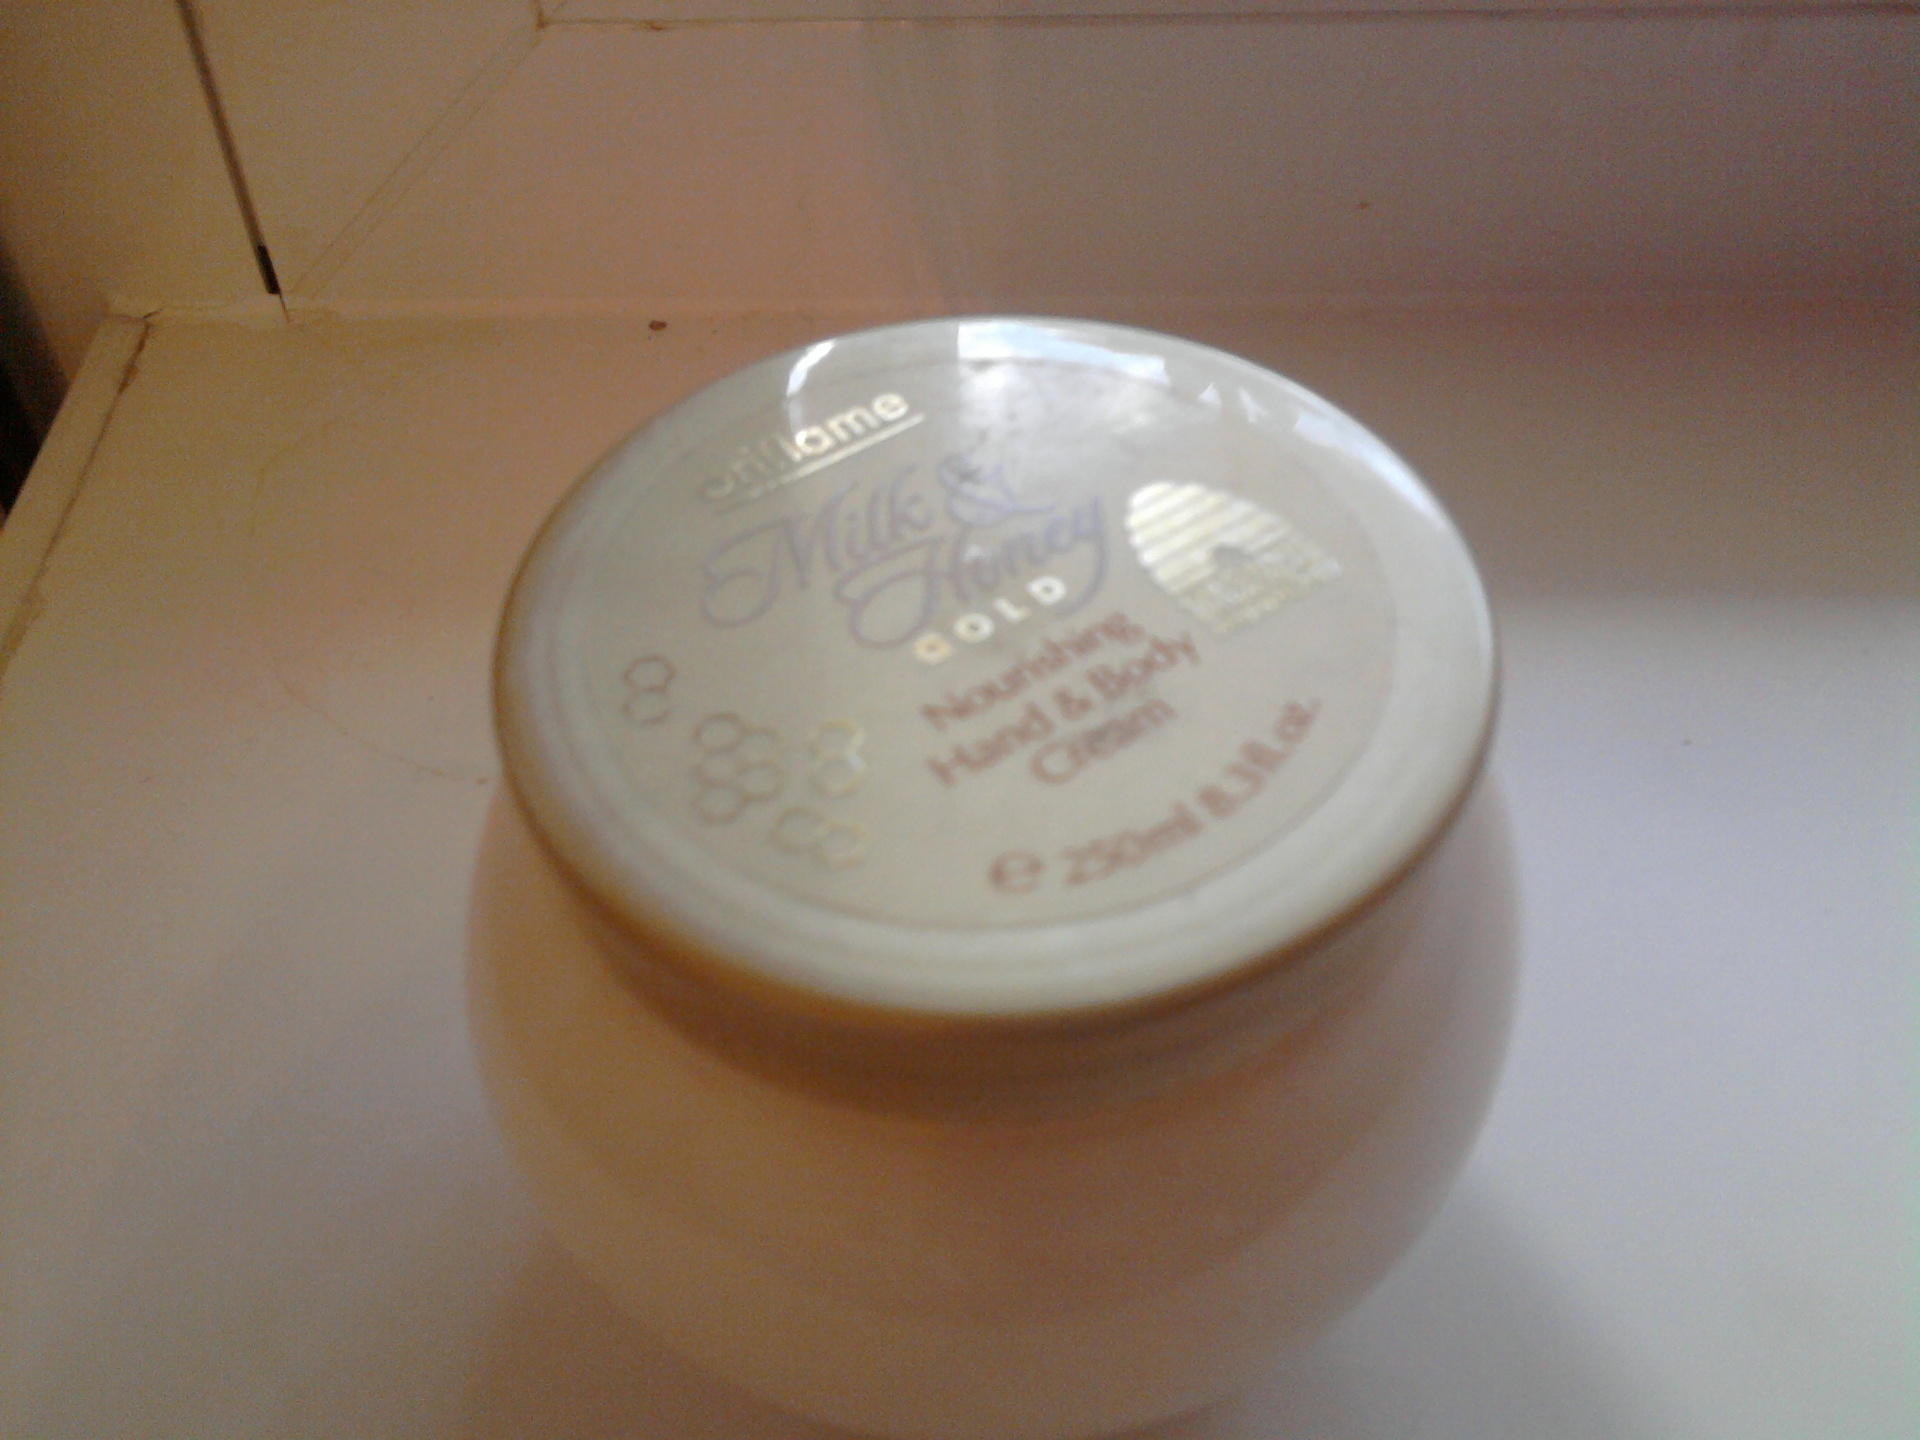 oriflame
Milk &
Honey
GOLD
Nourishing
Hand & Body
Cream
℮ 250ml 8.3fl.oz.